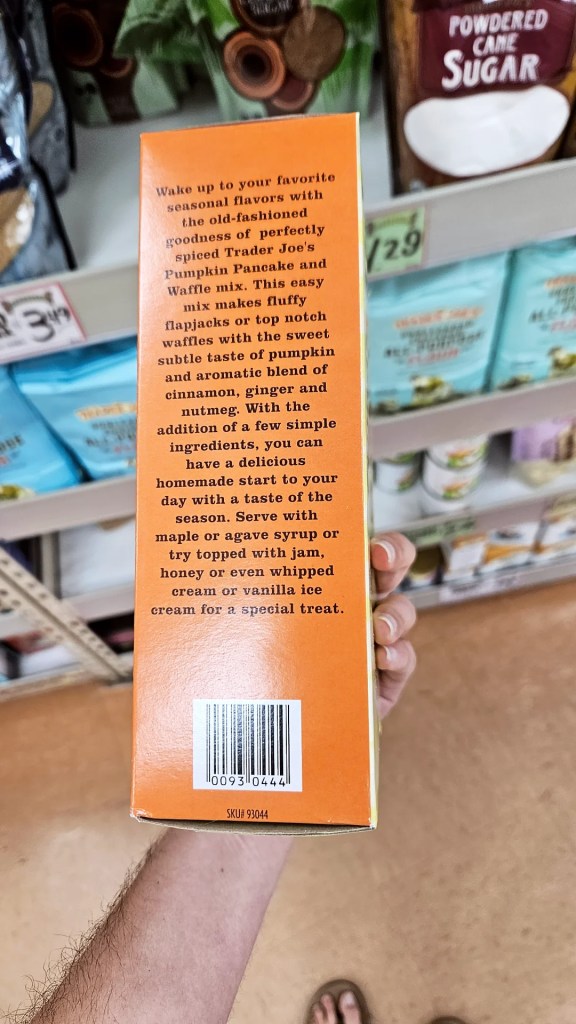 POWDERED
CANE
SUGAR
Wake up to your favorite
seasonal flavors with
the old-fashioned
goodness of perfectly
spiced Trader Joe's
Pumpkin Pancake and
Waffle mix. This easy
mix makes fluffy
flapjacks or top notch
waffles with the sweet
subtle taste of pumpkin
and aromatic blend of
cinnamon, ginger and
nutmeg. With the
addition of a few simple
ingredients, you can
have a delicious
homemade start to your
day with a taste of the
season. Serve with
maple or agave syrup or
try topped with jam,
honey or even whipped
cream or vanilla ice
cream for a special treat.
0093 0444
SKU# 93044
/29
3.49